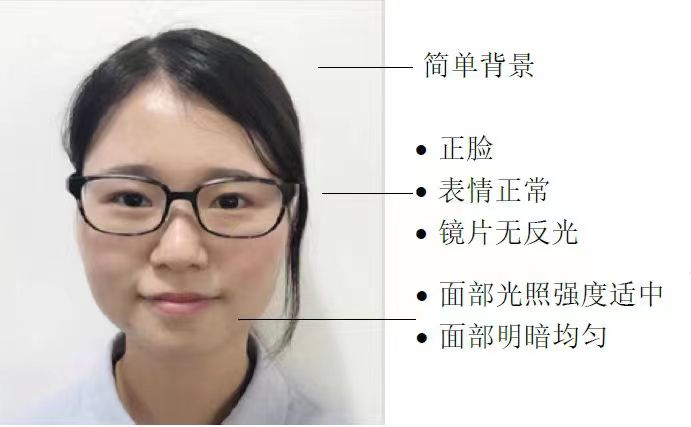 简单背景
• 正脸
• 表情正常
• 镜片无反光
• 面部光照强度适中
• 面部明暗均匀